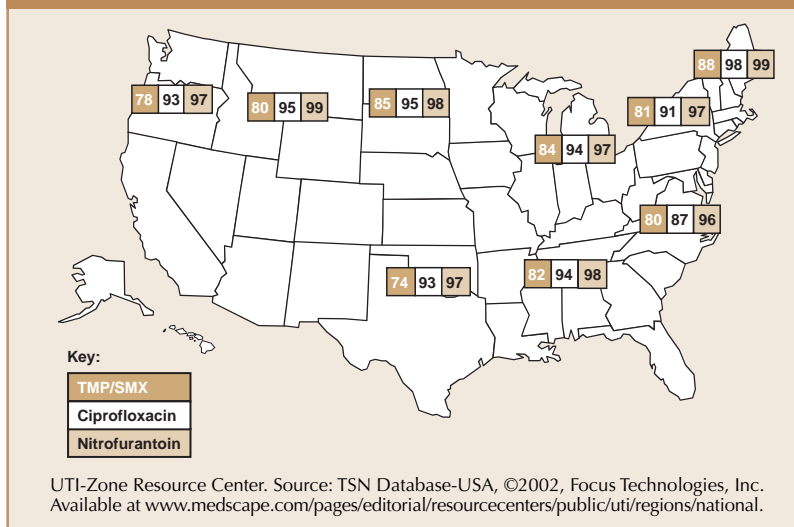 88 98 99
78 93 97
80 95 99
85 95 98
81 91 97
84 94 97
80 87 96
74 93 97
82 94 98
Key:
TMP/SMX
Ciprofloxacin
Nitrofurantoin
UTI-Zone Resource Center. Source: TSN Database-USA, ©2002, Focus Technologies, Inc.
Available at www.medscape.com/pages/editorial/resourcecenters/public/uti/regions/national.